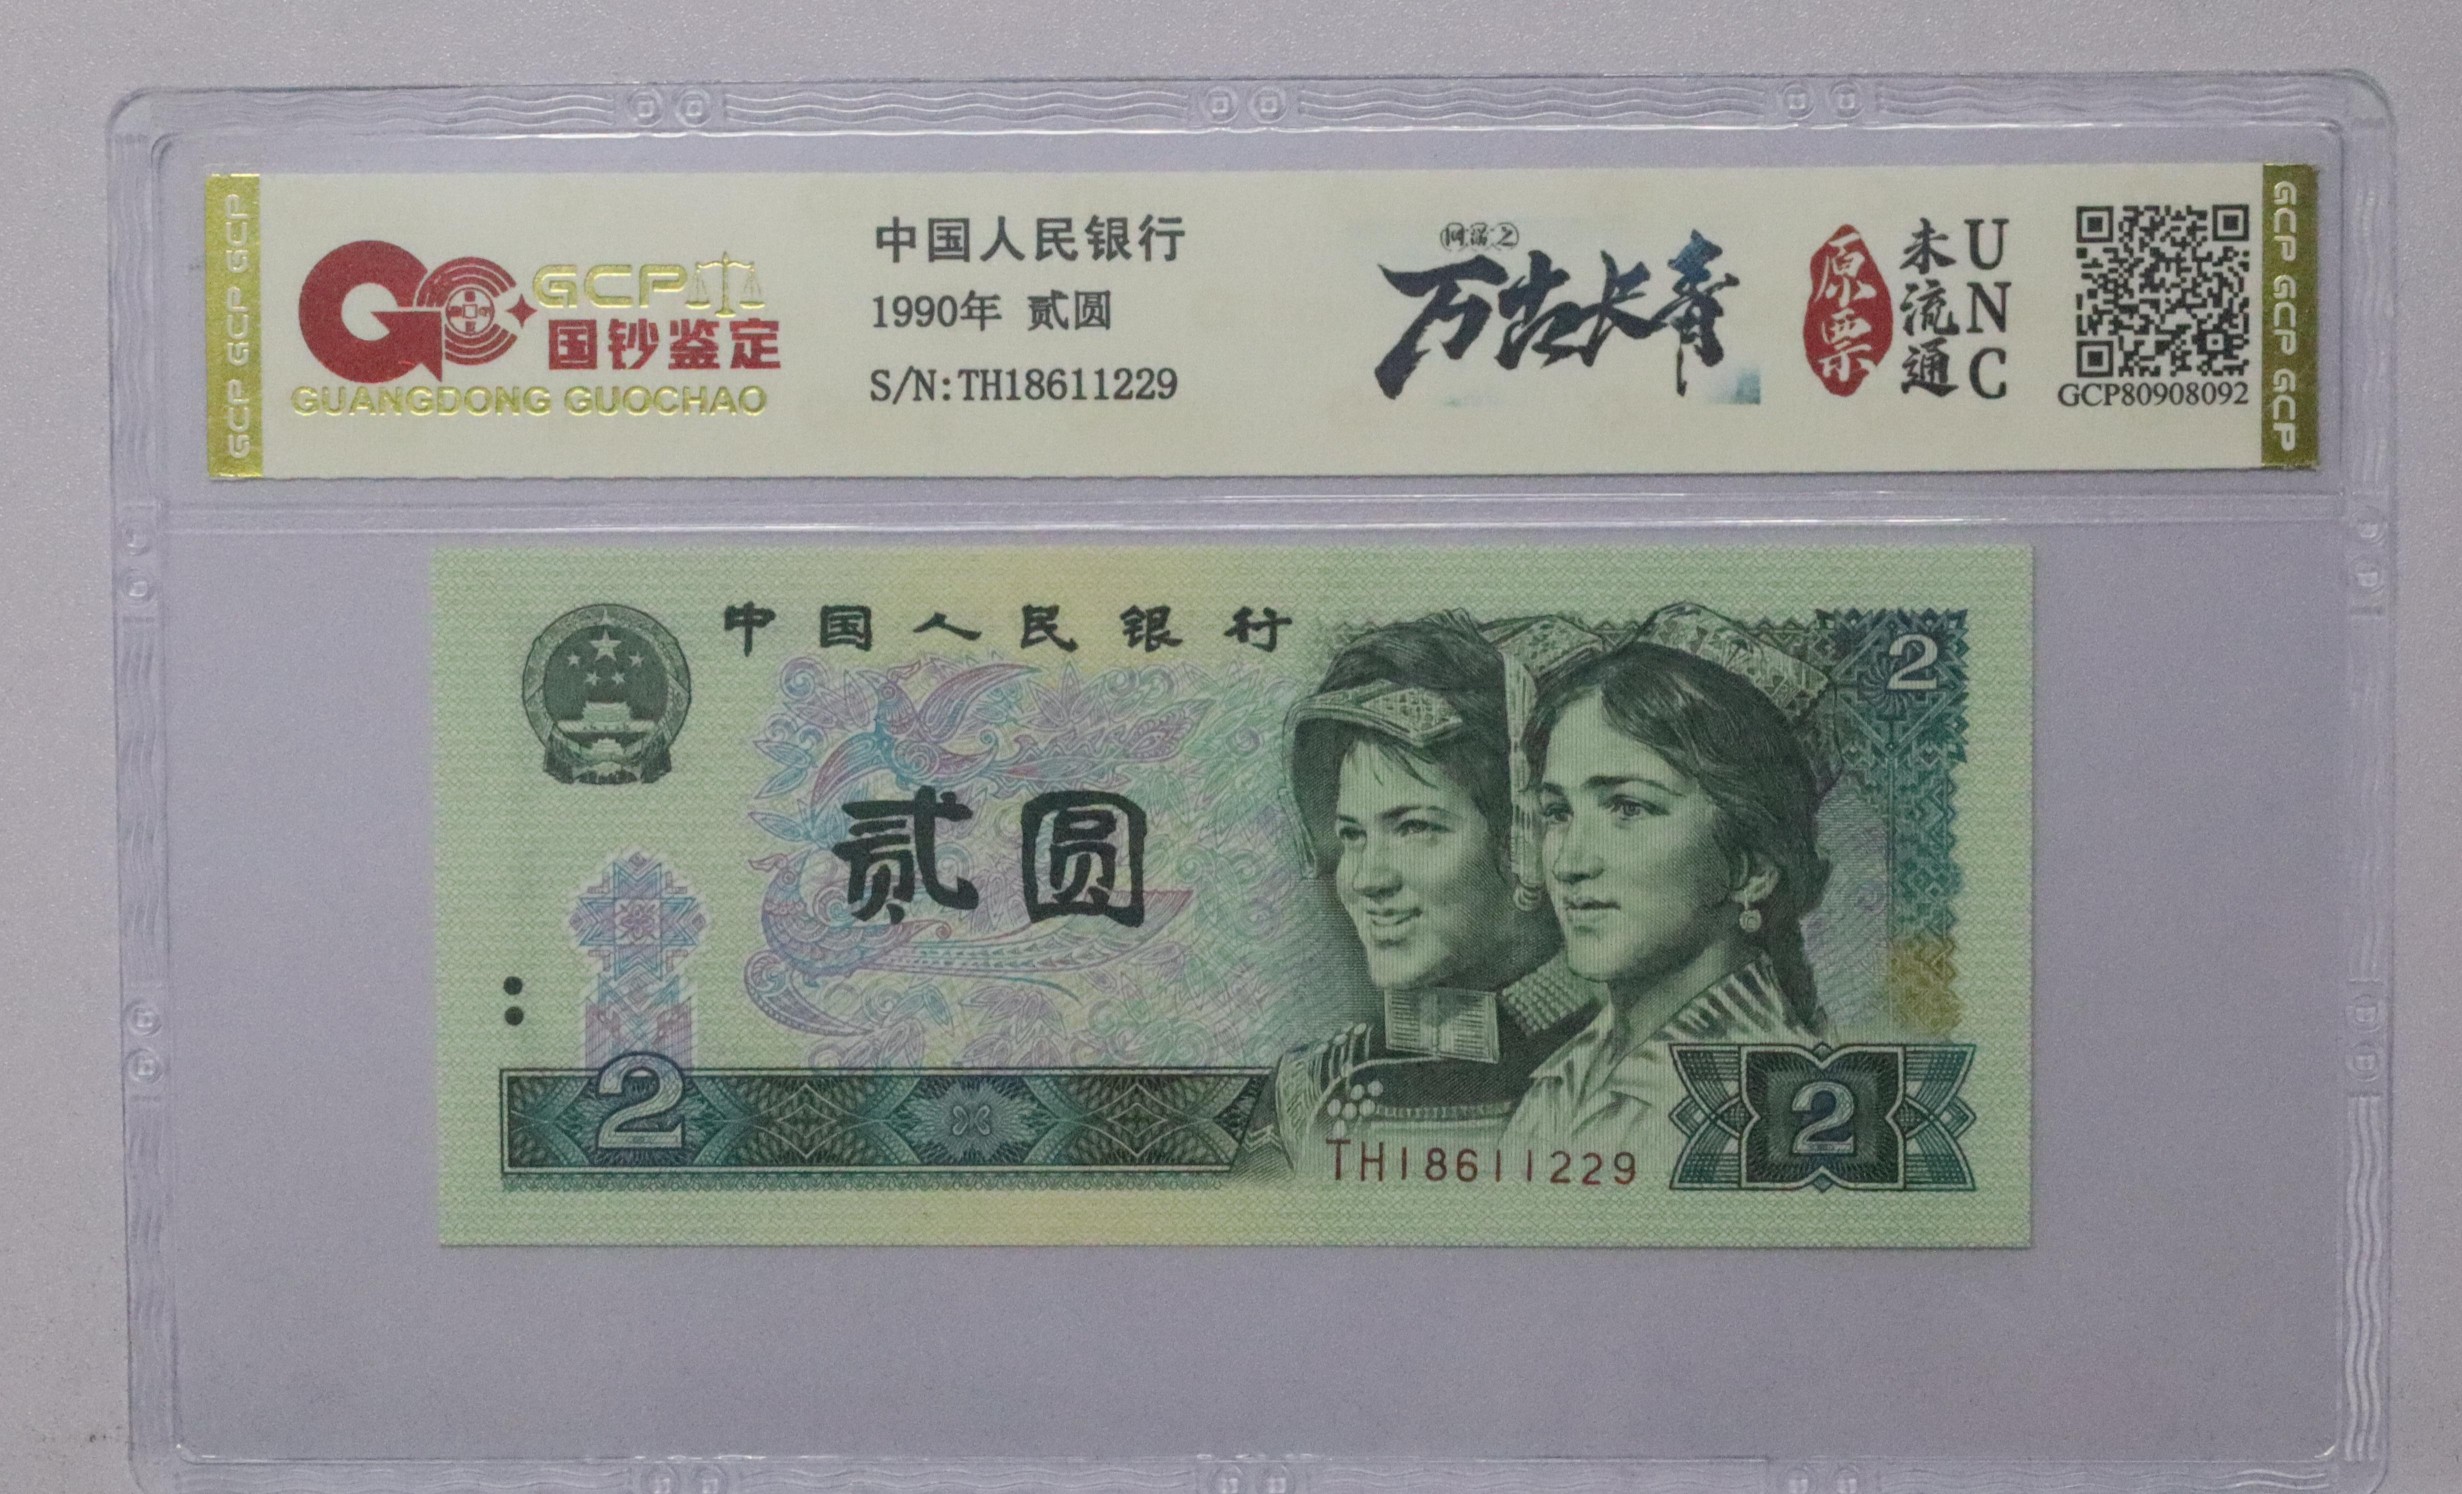 GCP GCP GCP
GCP
国钞鉴定
GUANGDONG GUOCHAO
中国人民银行
1990年 贰圆
S/N:TH18611229
万古长青
原票
未流通
UNC
GCP80908092
GCP GCP GCP
中国人民银行
2
贰圆
2
TH18611229
2